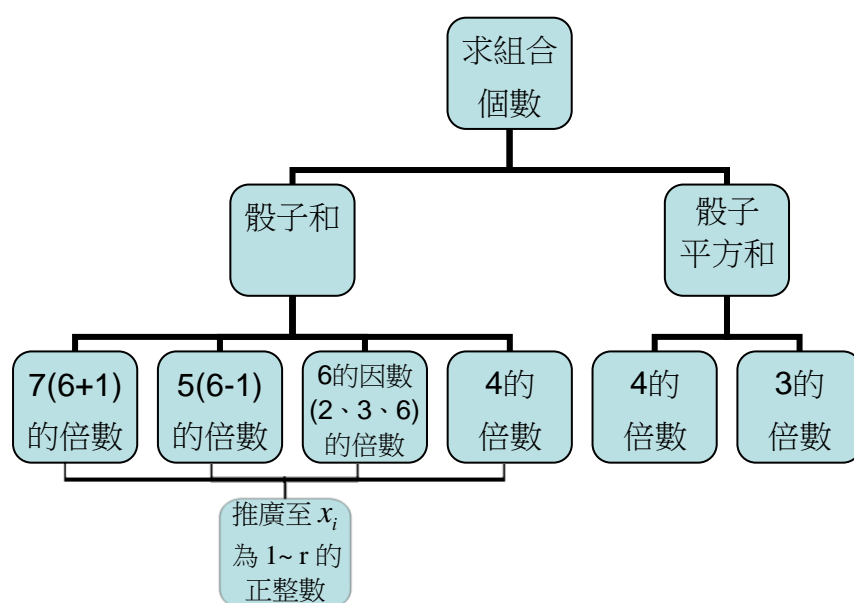 求組合
個數
骰子和
骰子
平方和
7(6+1)
的倍數
5(6-1)
的倍數
6的因數
(2、3、6)
的倍數
4的
倍數
4的
倍數
3的
倍數
推廣至 xᵢ
為 1~ r 的
正整數